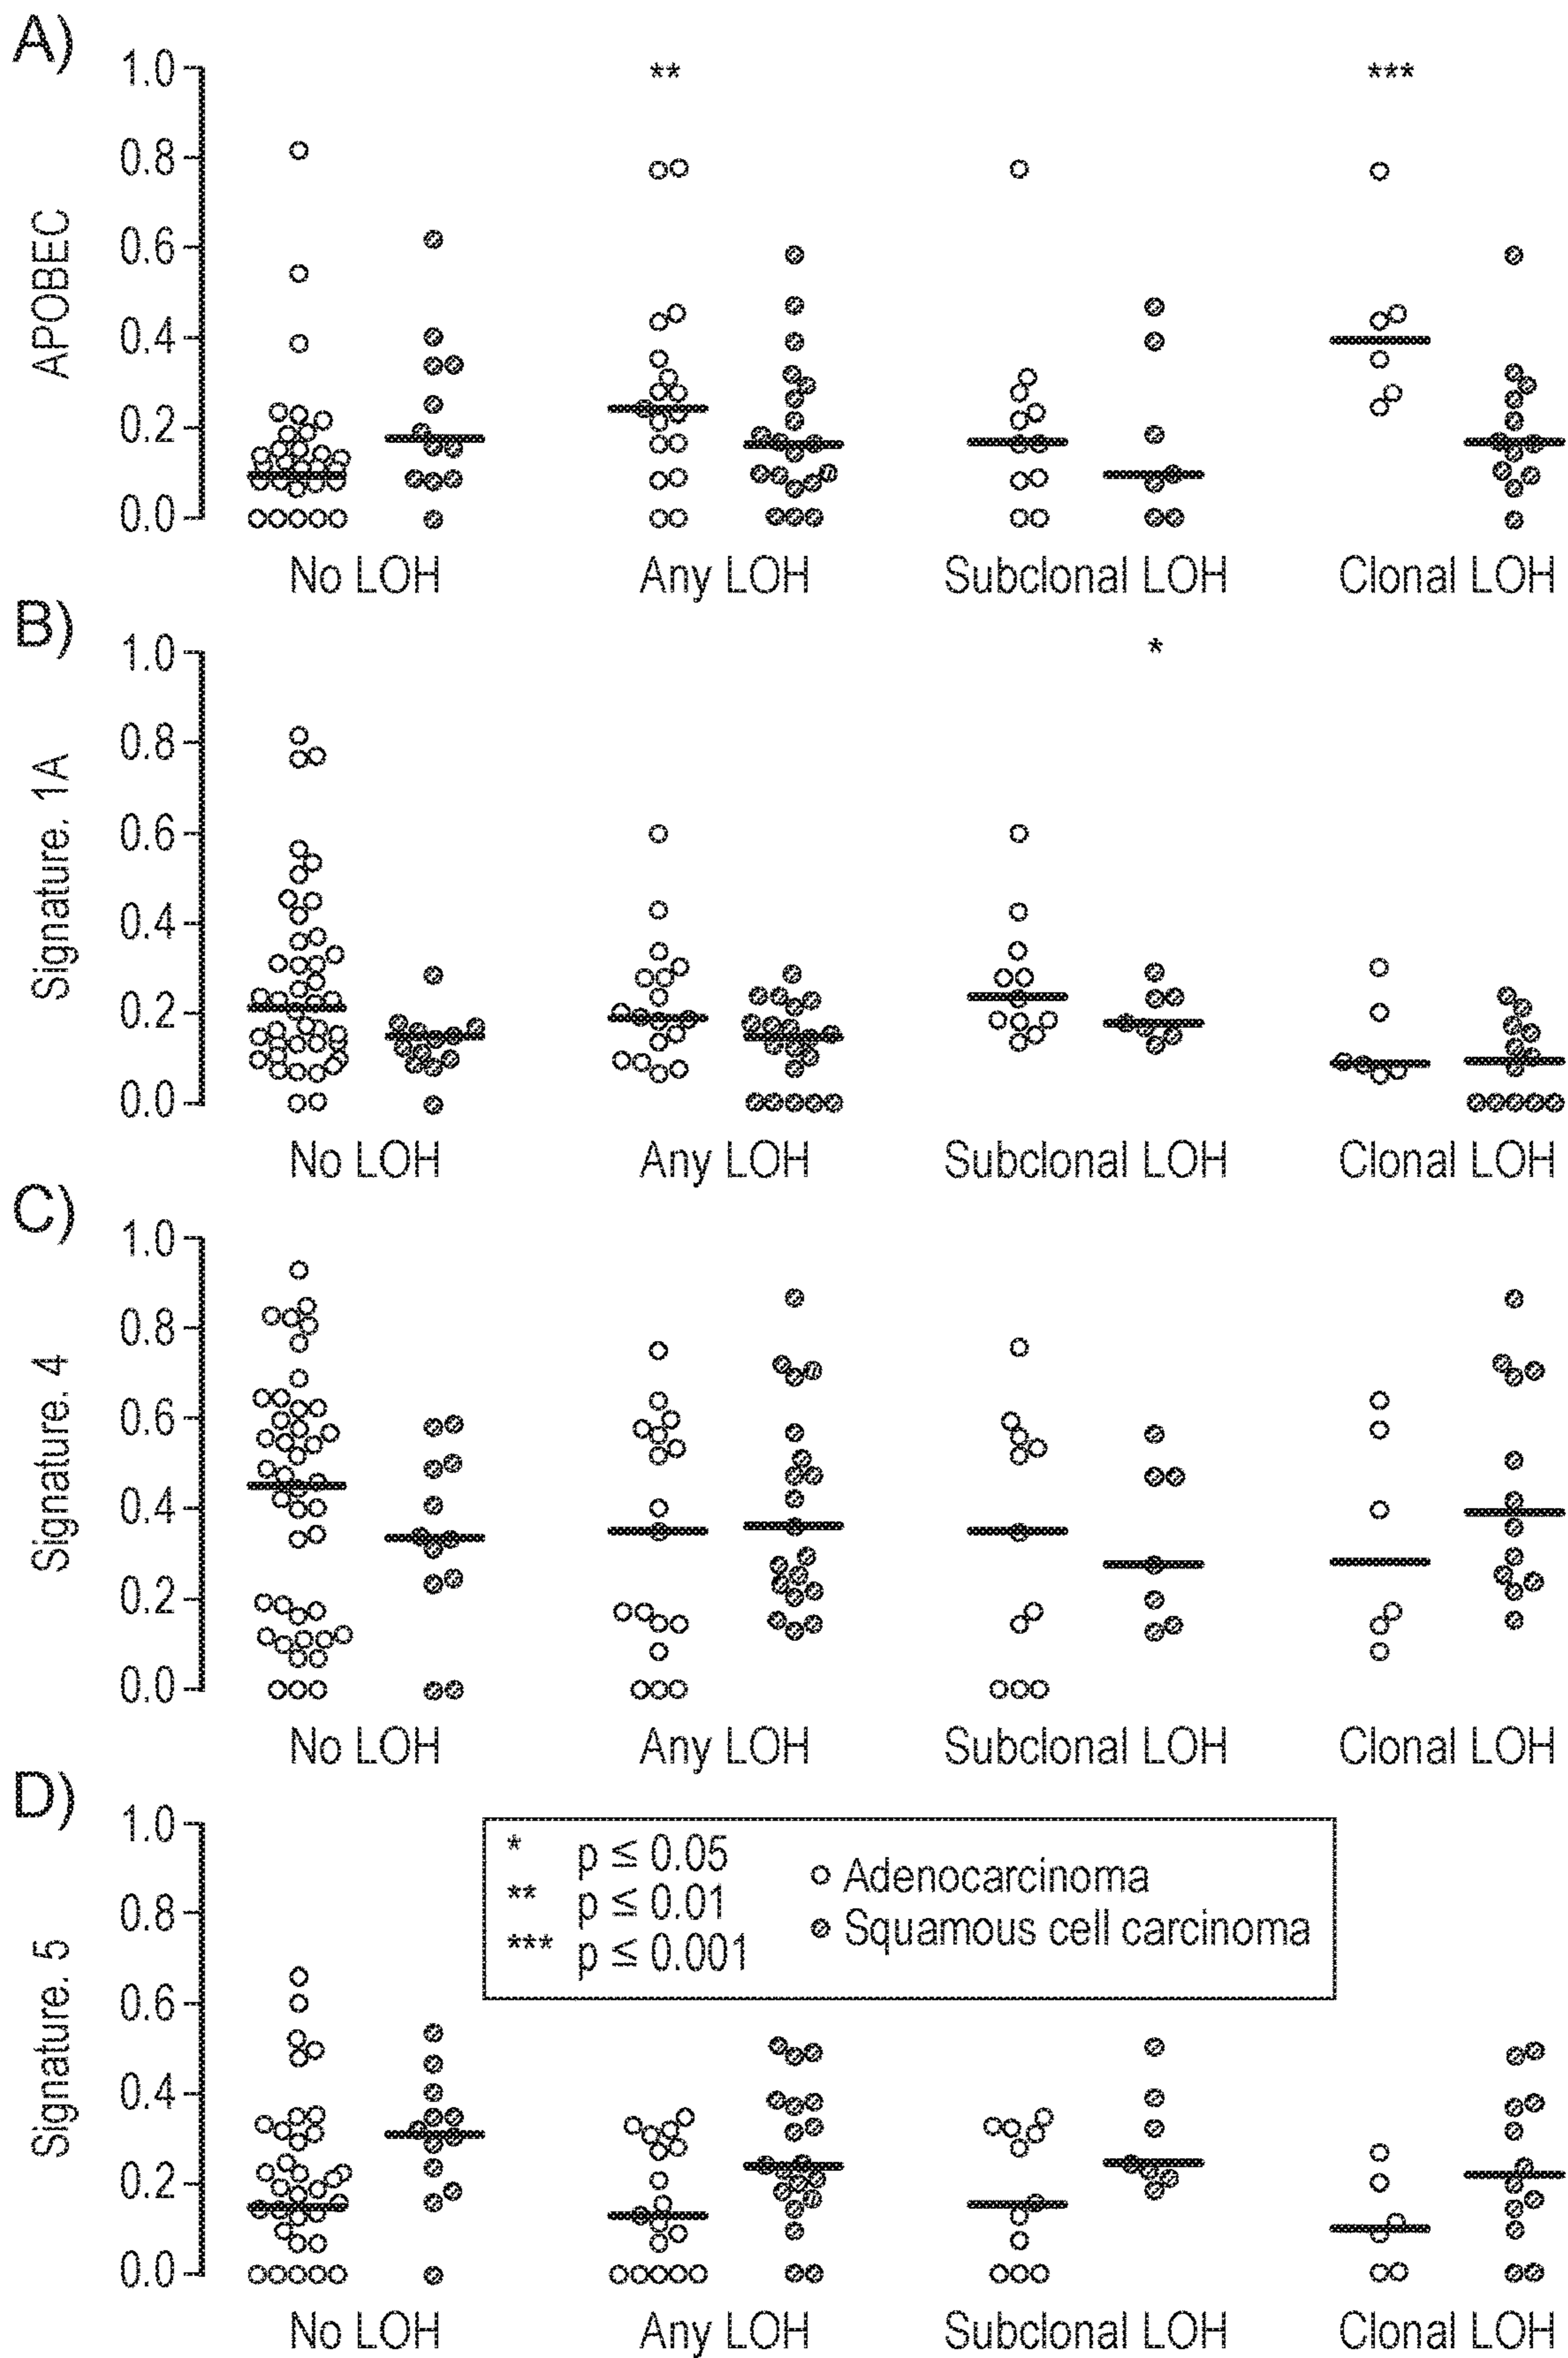 A)
APOBEC
1.0
0.8
0.6
0.4
0.2
0.0
**
***
No LOH Any LOH Subclonal LOH Clonal LOH
B)
Signature. 1A
1.0
0.8
0.6
0.4
0.2
0.0
*
No LOH Any LOH Subclonal LOH Clonal LOH
C)
Signature. 4
1.0
0.8
0.6
0.4
0.2
0.0
No LOH Any LOH Subclonal LOH Clonal LOH
D)
Signature. 5
1.0
0.8
0.6
0.4
0.2
0.0
* p ≤ 0.05
** p ≤ 0.01
*** p ≤ 0.001
Adenocarcinoma
Squamous cell carcinoma
No LOH Any LOH Subclonal LOH Clonal LOH